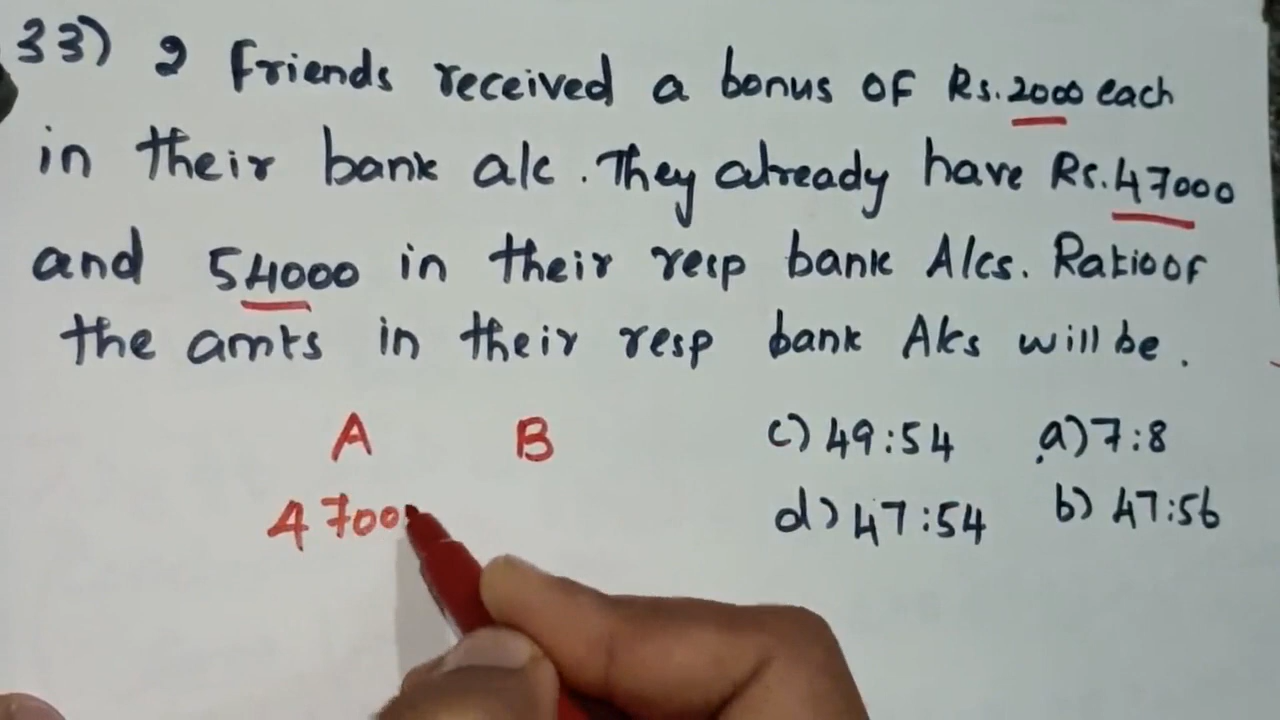 33) 2 Friends received a bonus of Rs.2000 each
in their bank a/c. They already have Rs.47000
and 54000 in their resp bank A/cs. Ratio of
the amts in their resp bank A/cs will be.
A B
c) 49:54 a) 7:8
4700
d) 47:54 b) 47:56